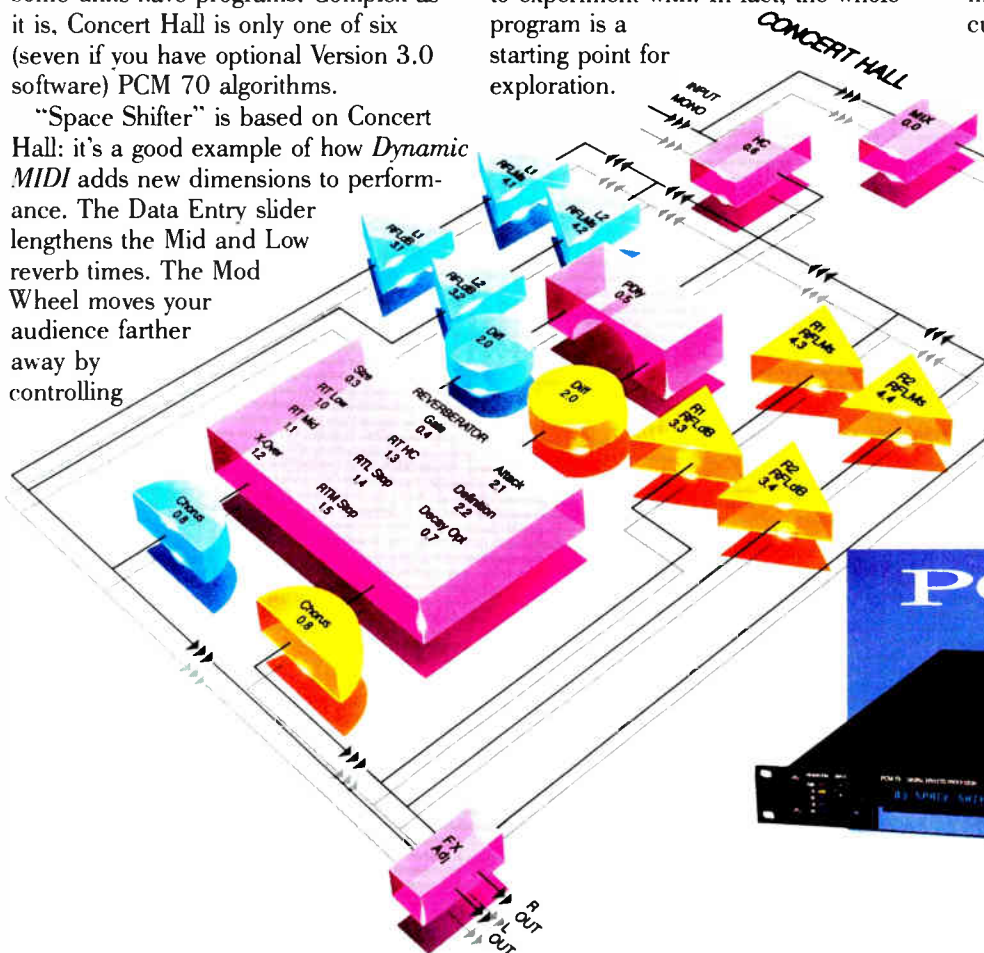 it is, Concert Hall is only one of six
(seven if you have optional Version 3.0
software) PCM 70 algorithms.
"Space Shifter" is based on Concert
Hall: it's a good example of how Dynamic
MIDI adds new dimensions to perform-
ance. The Data Entry slider
lengthens the Mid and Low
reverb times. The Mod
Wheel moves your
audience farther
away by
controlling
program is a
starting point for
exploration.
CONCERT HALL
INPUT
MONO
HC
0.6
MIX
0.0
L1
RFLMs
4.1
L2
RFLMs
4.2
L1
RFLdB
3.1
L2
RFLdB
3.2
Diff
2.0
Pdly
0.5
Diff
2.0
R1
RFLMs
4.3
R2
RFLMs
4.4
R1
RFLdB
3.3
R2
RFLdB
3.4
REVERBERATOR
Size
0.3
RT Low
1.0
RT Mid
1.1
X-Over
1.2
Gate
0.4
RT HC
1.3
RTL Stop
1.4
RTM Stop
1.5
Attack
2.1
Definition
2.2
Decay Opt
0.7
Chorus
0.8
Chorus
0.8
FX
Adj
R
OUT
L
OUT
PCM 70 DIGITAL EFFECTS PROCESSOR